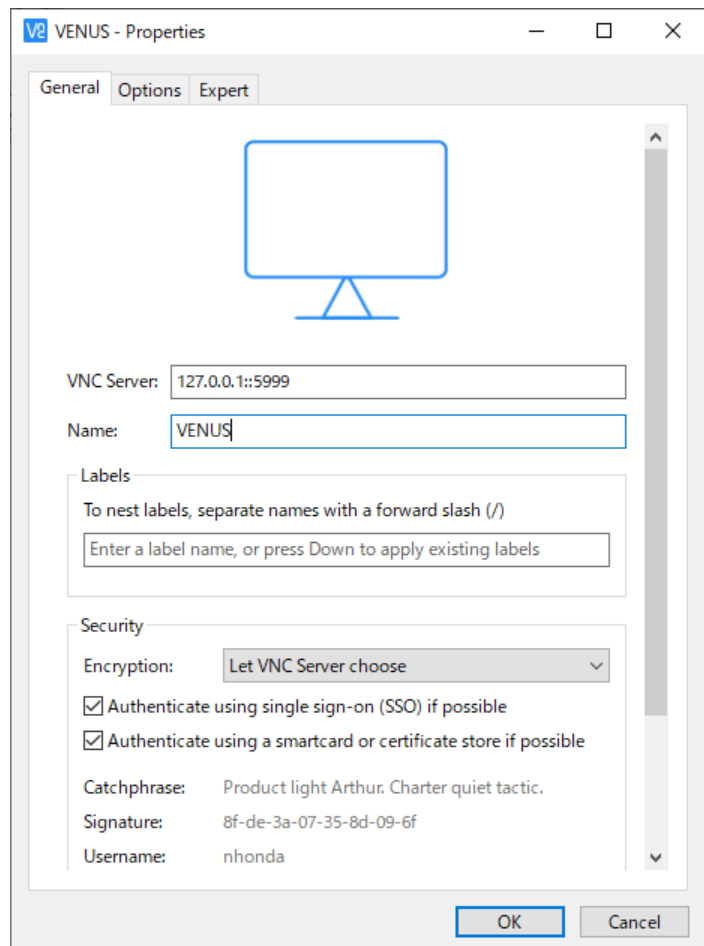 VENUS - Properties
General Options Expert
VNC Server: 127.0.0.1::5999
Name: VENUS
Labels
To nest labels, separate names with a forward slash (/)
Enter a label name, or press Down to apply existing labels
Security
Encryption: Let VNC Server choose
Authenticate using single sign-on (SSO) if possible
Authenticate using a smartcard or certificate store if possible
Catchphrase: Product light Arthur. Charter quiet tactic.
Signature: 8f-de-3a-07-35-8d-09-6f
Username: nhonda
OK Cancel